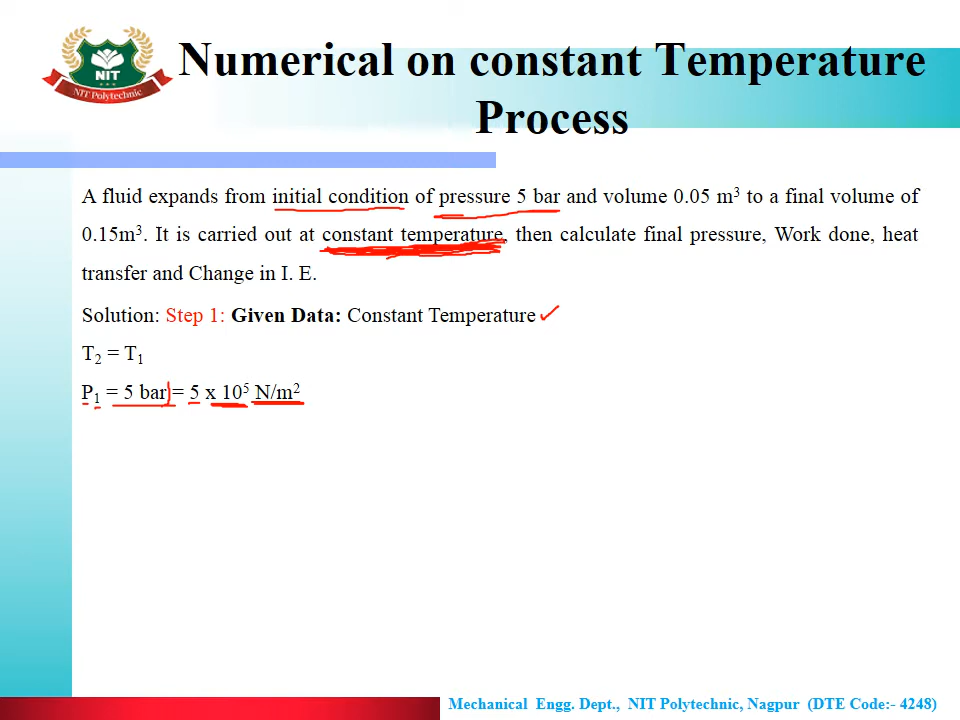 NIT
NIT Polytechnic
Numerical on constant Temperature
Process
A fluid expands from initial condition of pressure 5 bar and volume 0.05 m³ to a final volume of
0.15m³. It is carried out at constant temperature, then calculate final pressure, Work done, heat
transfer and Change in I. E.
Solution: Step 1: Given Data: Constant Temperature
T₂ = T₁
P₁ = 5 bar = 5 x 10⁵ N/m²
Mechanical Engg. Dept., NIT Polytechnic, Nagpur (DTE Code:- 4248)